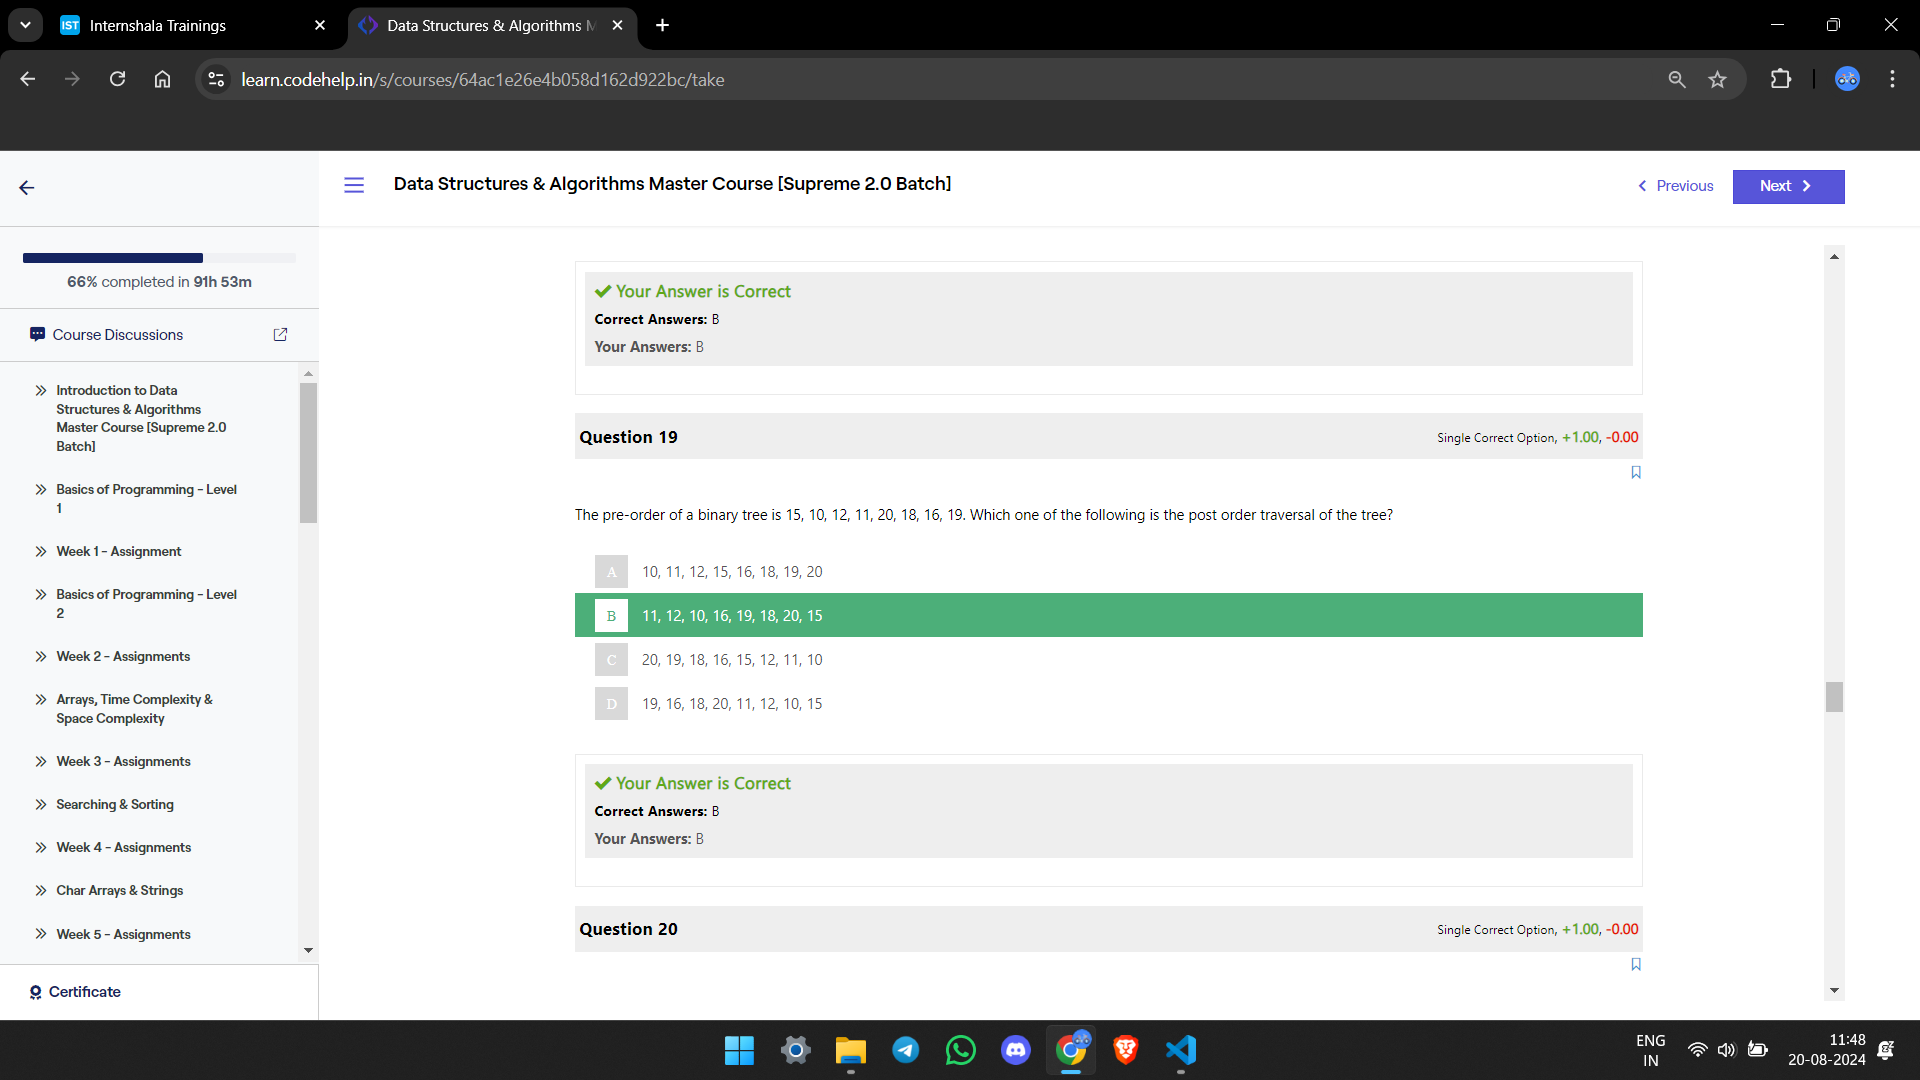 IST Internshala Trainings
Data Structures & Algorithms M
learn.codehelp.in/s/courses/64ac1e26e4b058d162d922bc/take
Data Structures & Algorithms Master Course [Supreme 2.0 Batch]
Previous
Next
66% completed in 91h 53m
Course Discussions
Introduction to Data
Structures & Algorithms
Master Course [Supreme 2.0
Batch]
Basics of Programming - Level
1
Week 1 - Assignment
Basics of Programming - Level
2
Week 2 - Assignments
Arrays, Time Complexity &
Space Complexity
Week 3 - Assignments
Searching & Sorting
Week 4 - Assignments
Char Arrays & Strings
Week 5 - Assignments
Certificate
Your Answer is Correct
Correct Answers: B
Your Answers: B
Question 19
Single Correct Option, +1.00, -0.00
The pre-order of a binary tree is 15, 10, 12, 11, 20, 18, 16, 19. Which one of the following is the post order traversal of the tree?
A 10, 11, 12, 15, 16, 18, 19, 20
B 11, 12, 10, 16, 19, 18, 20, 15
C 20, 19, 18, 16, 15, 12, 11, 10
D 19, 16, 18, 20, 11, 12, 10, 15
Your Answer is Correct
Correct Answers: B
Your Answers: B
Question 20
Single Correct Option, +1.00, -0.00
ENG
IN
11:48
20-08-2024